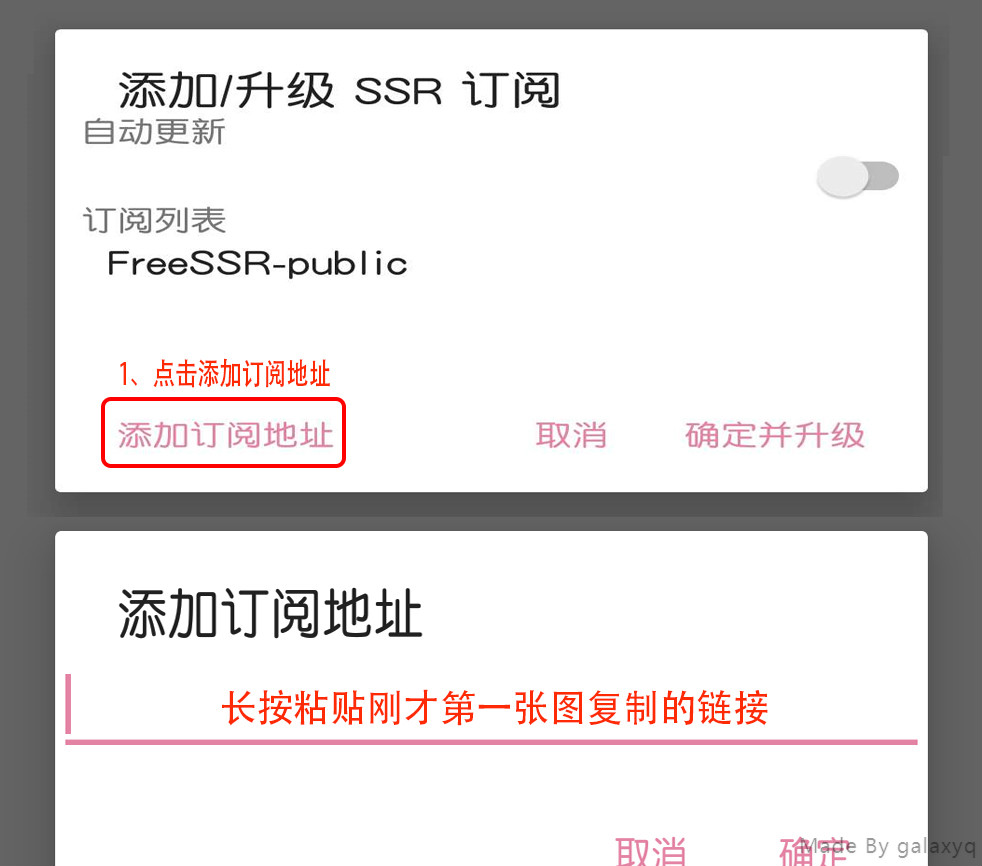 添加/升级 SSR 订阅
自动更新
订阅列表
FreeSSR-public
1、点击添加订阅地址
添加订阅地址 取消 确定并升级
添加订阅地址
长按粘贴刚才第一张图复制的链接
取消 确定
Made By galaxyq